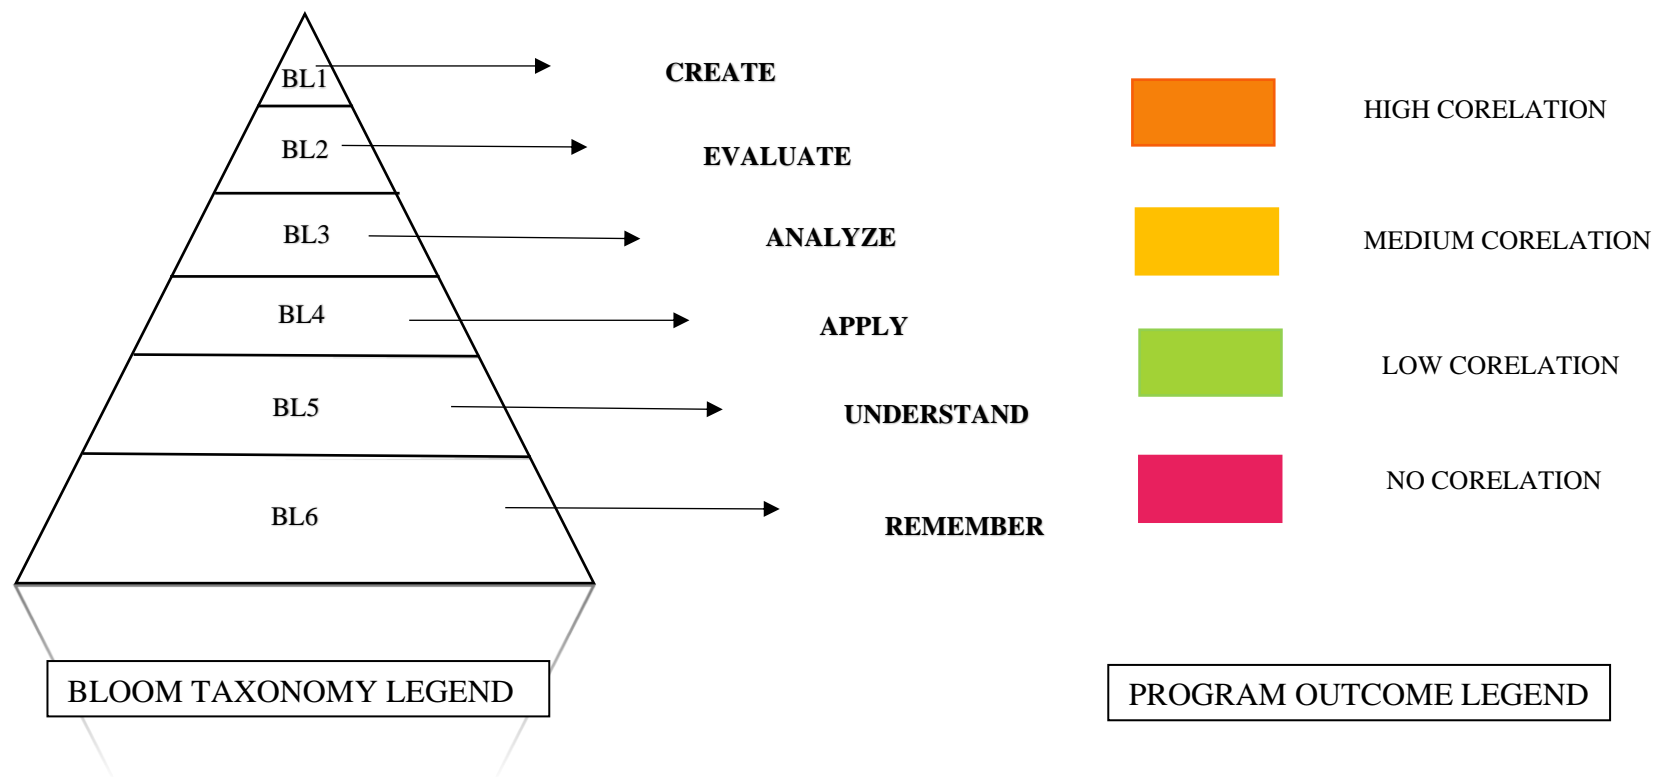 BL1
CREATE
BL2
EVALUATE
BL3
ANALYZE
BL4
APPLY
BL5
UNDERSTAND
BL6
REMEMBER
BLOOM TAXONOMY LEGEND
HIGH CORELATION
MEDIUM CORELATION
LOW CORELATION
NO CORELATION
PROGRAM OUTCOME LEGEND